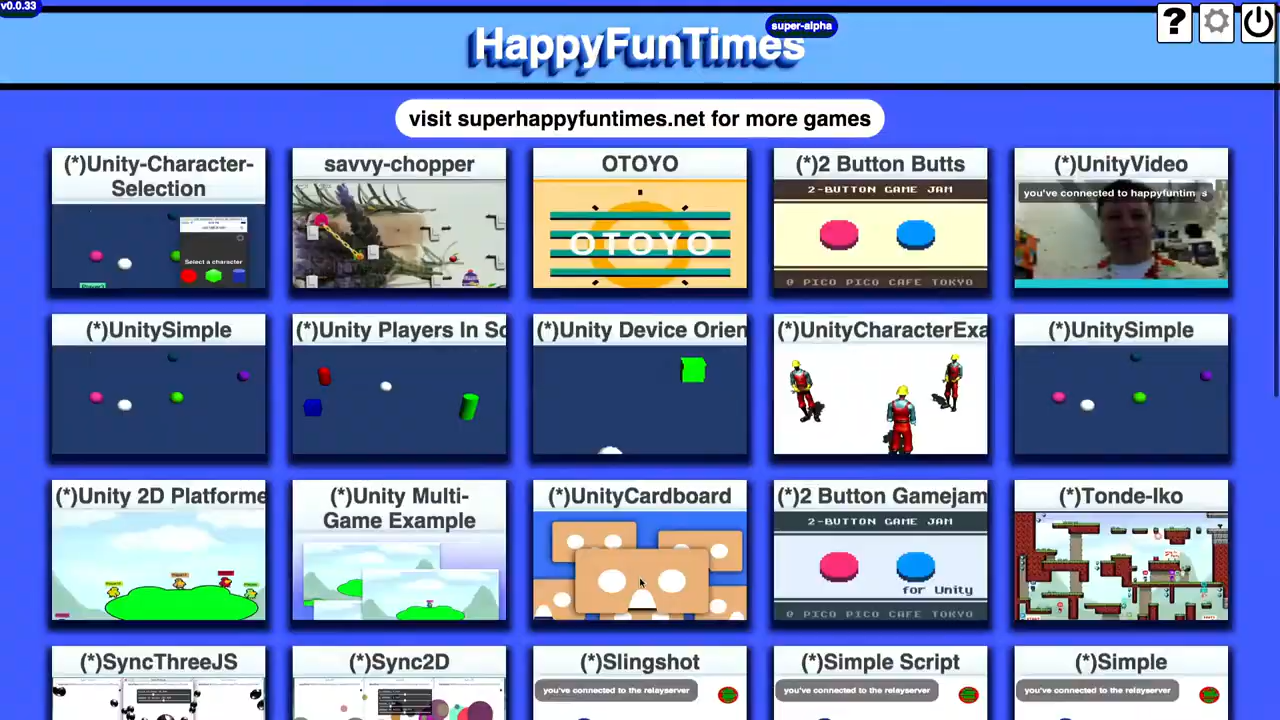 v0.0.33
HappyFunTimes
super-alpha
?
visit superhappyfuntimes.net for more games
(*)Unity-Character-
Selection
Select a character
savvy-chopper
OTOYO
OTOYO
(*)2 Button Butts
2-BUTTON GAME JAM
@ PICO PICO CAFE TOKYO
(*)UnityVideo
you've connected to happyfuntim s
(*)UnitySimple
(*)Unity Players In Sc
(*)Unity Device Orien
(*)UnityCharacterExa
(*)UnitySimple
(*)Unity 2D Platforme
(*)Unity Multi-
Game Example
(*)UnityCardboard
(*)2 Button Gamejam
2-BUTTON GAME JAM
for Unity
@ PICO PICO CAFE TOKYO
(*)Tonde-Iko
(*)SyncThreeJS
(*)Sync2D
(*)Slingshot
you've connected to the relayserver
(*)Simple Script
you've connected to the relayserver
(*)Simple
you've connected to the relayserver